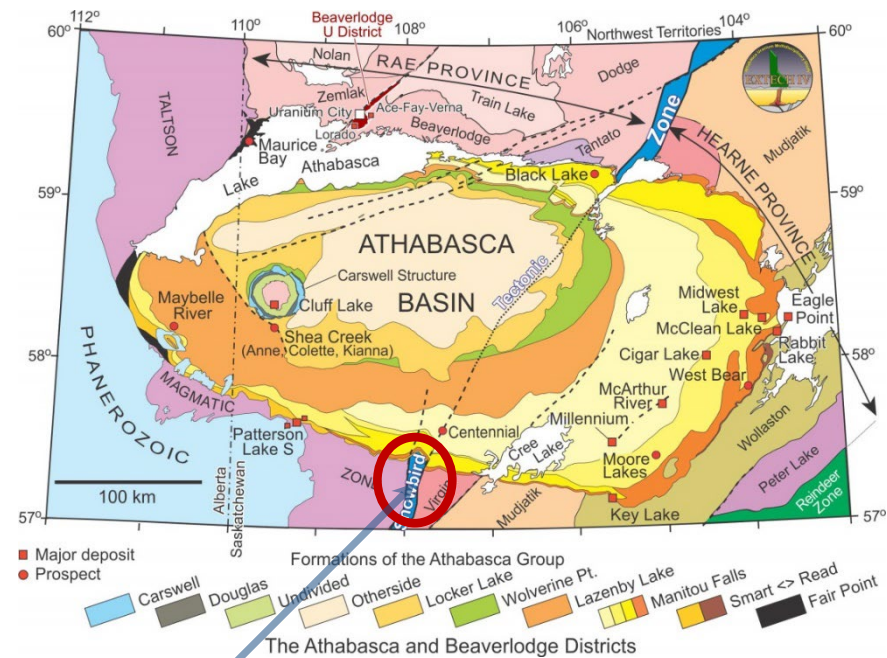 112°
110°
108°
106°
104°
60°
60°
Beaverlodge
U District
Northwest Territories
Nolan
RAE PROVINCE
Dodge
EXTECH IV
Zemlak
Train Lake
TALTSON
Uranium City
Ace-Fay-Verna
Lorado
Beaverlodge
Zone
HEARNE PROVINCE
Mudjatik
Maurice
Bay
Tantato
Athabasca
Lake
Black Lake
59°
59°
ATHABASCA
BASIN
Carswell Structure
Tectonic
Cluff Lake
Maybelle
River
Midwest
Lake
Eagle
Point
Shea Creek
(Anne, Colette, Kianna)
McClean Lake
Rabbit
Lake
58°
58°
Cigar Lake
West Bear
PHANEROZOIC
MAGMATIC
McArthur
River
Millennium
Wollaston
Patterson
Lake S
Centennial
Cree
Lake
Moore
Lakes
Peter Lake
100 km
Alberta
Saskatchewan
ZONE
Snowbird
Virgin
Mudjatik
Key Lake
Reindeer
Zone
57°
57°
Major deposit
Prospect
Formations of the Athabasca Group
Carswell
Douglas
Undivided
Otherside
Locker Lake
Wolverine Pt.
Lazenby Lake
Manitou Falls
Smart <> Read
Fair Point
The Athabasca and Beaverlodge Districts